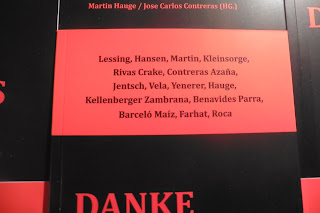 Martin Hauge / Jose Carlos Contreras (HG.)
Lessing, Hansen, Martin, Kleinsorge,
Rivas Crake, Contreras Azaña,
Jentsch, Vela, Yenerer, Hauge,
Kellenberger Zambrana, Benavides Parra,
Barceló Maiz, Farhat, Roca
DANKE